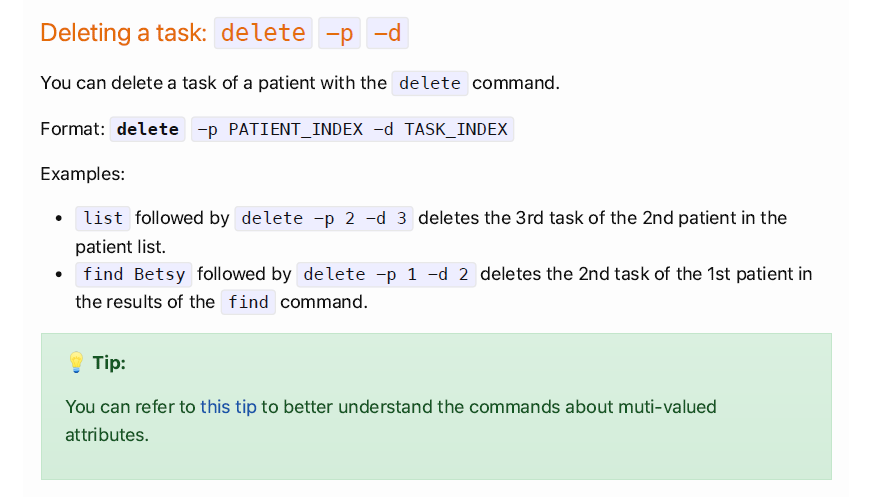 Deleting a task: delete –p –d
You can delete a task of a patient with the delete command.
Format: delete –p PATIENT_INDEX –d TASK_INDEX
Examples:
• list followed by delete –p 2 –d 3 deletes the 3rd task of the 2nd patient in the
patient list.
• find Betsy followed by delete –p 1 –d 2 deletes the 2nd task of the 1st patient in
the results of the find command.
💡 Tip:
You can refer to this tip to better understand the commands about muti-valued
attributes.